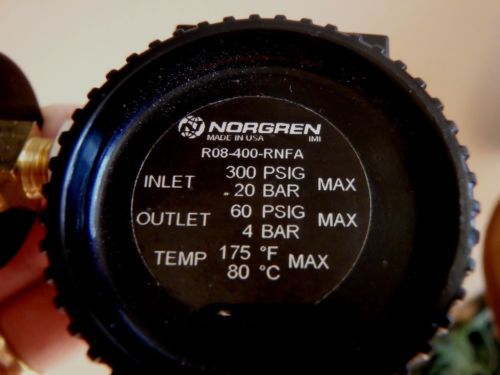 NORGREN
MADE IN USA IMI
R08-400-RNFA
INLET 300 PSIG MAX
20 BAR
OUTLET 60 PSIG MAX
4 BAR
TEMP 175 °F MAX
80 °C